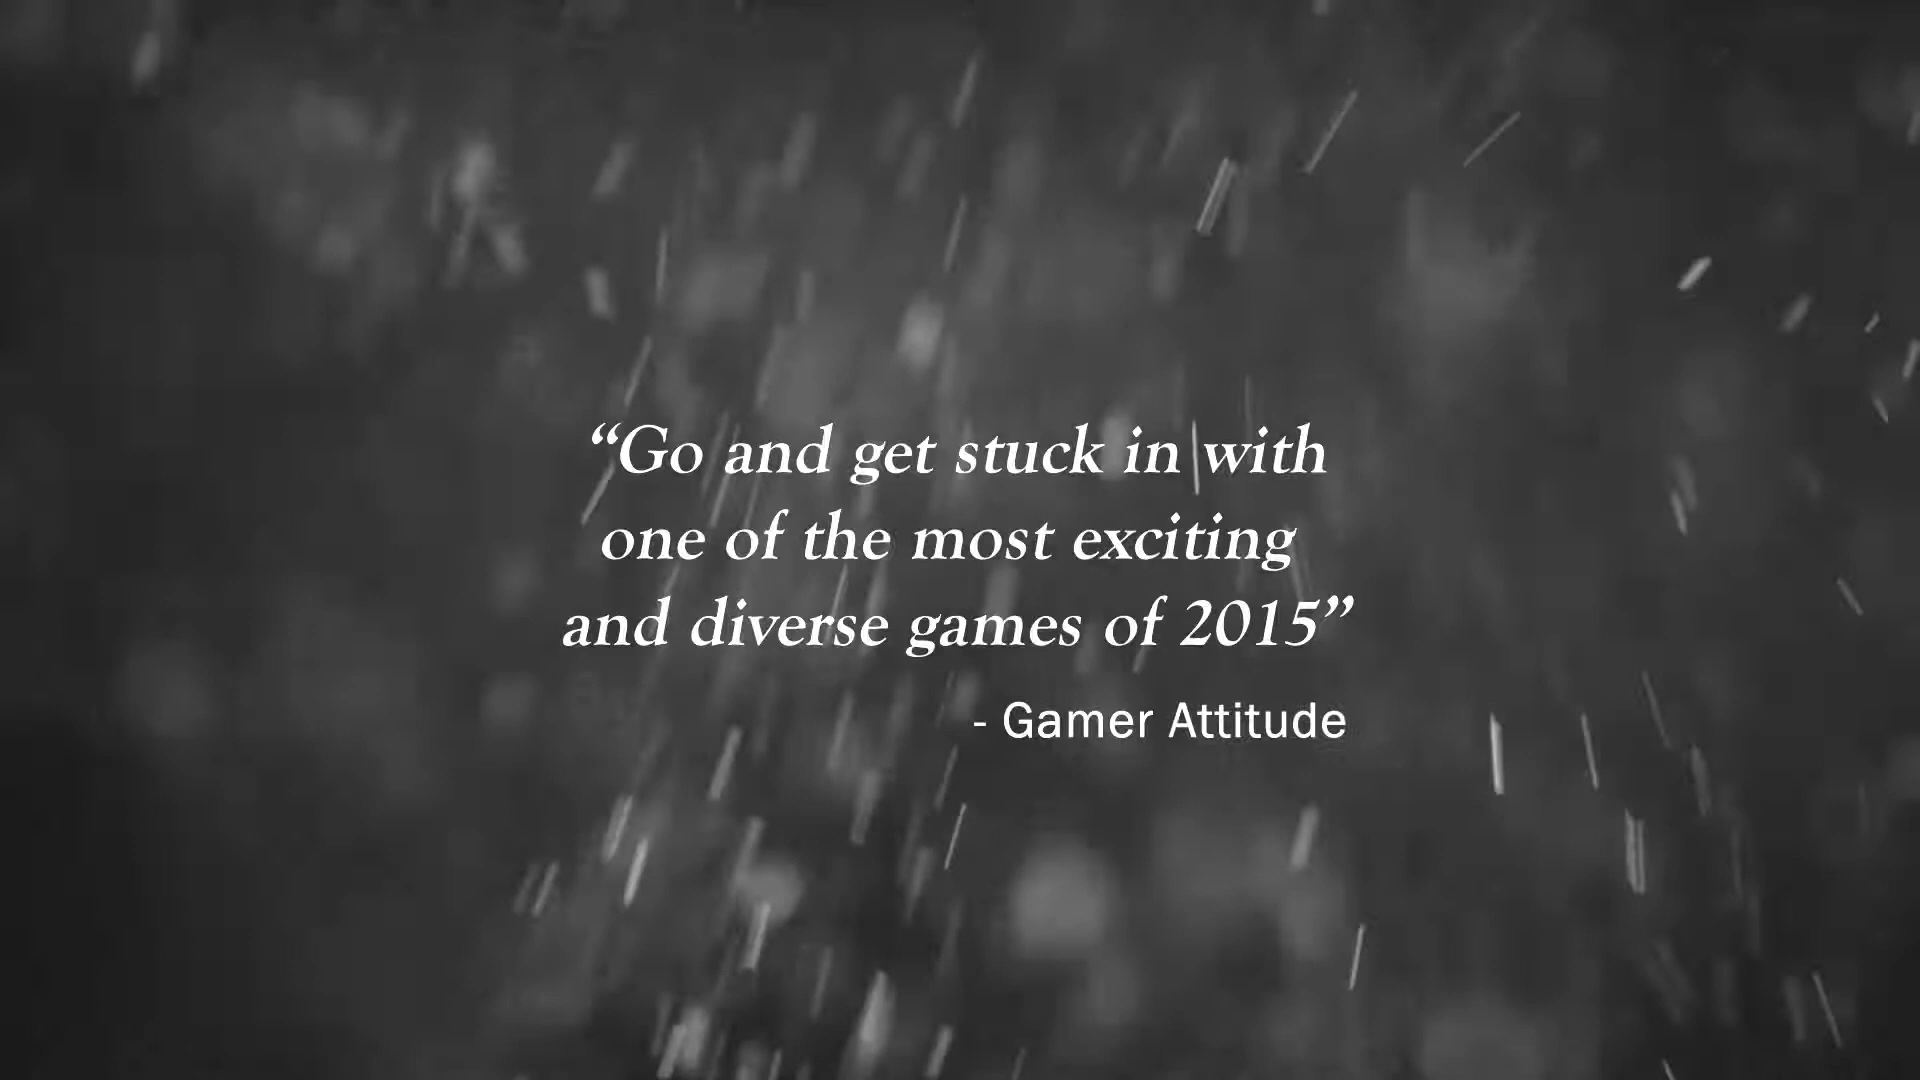 “Go and get stuck in with
one of the most exciting
and diverse games of 2015”
- Gamer Attitude